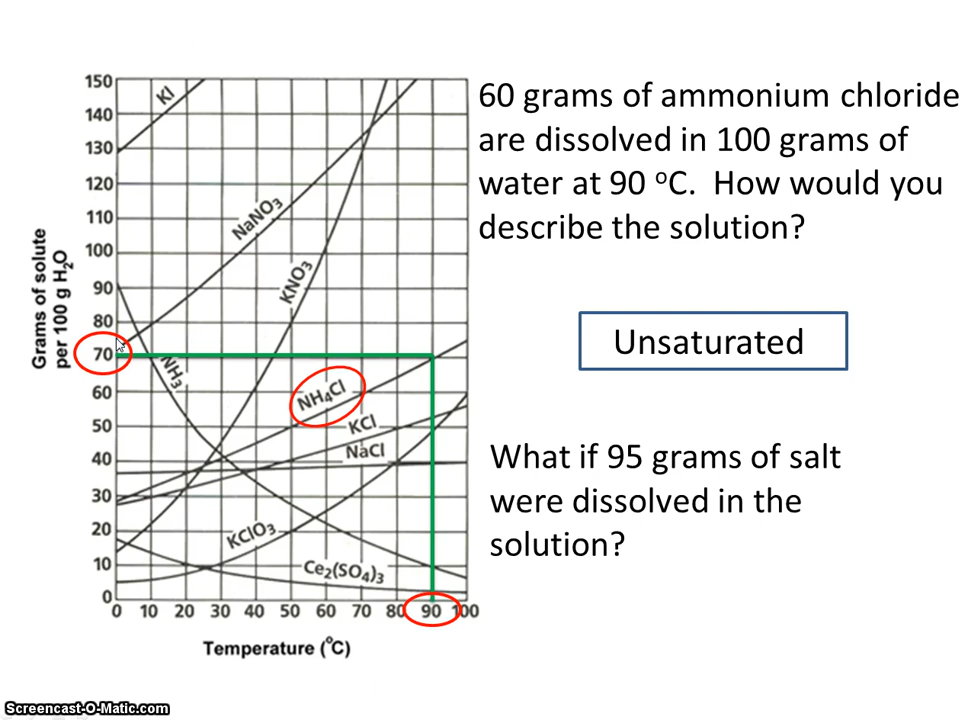 60 grams of ammonium chloride
are dissolved in 100 grams of
water at 90 °C. How would you
describe the solution?
Unsaturated
What if 95 grams of salt
were dissolved in the
solution?
Grams of solute
per 100 g H₂O
150
140
130
120
110
100
90
80
70
60
50
40
30
20
10
0
KI
NaNO₃
KNO₃
NH₃
NH₄Cl
KCl
NaCl
KClO₃
Ce₂(SO₄)₃
0 10 20 30 40 50 60 70 80 90 100
Temperature (°C)
Screencast-O-Matic.com